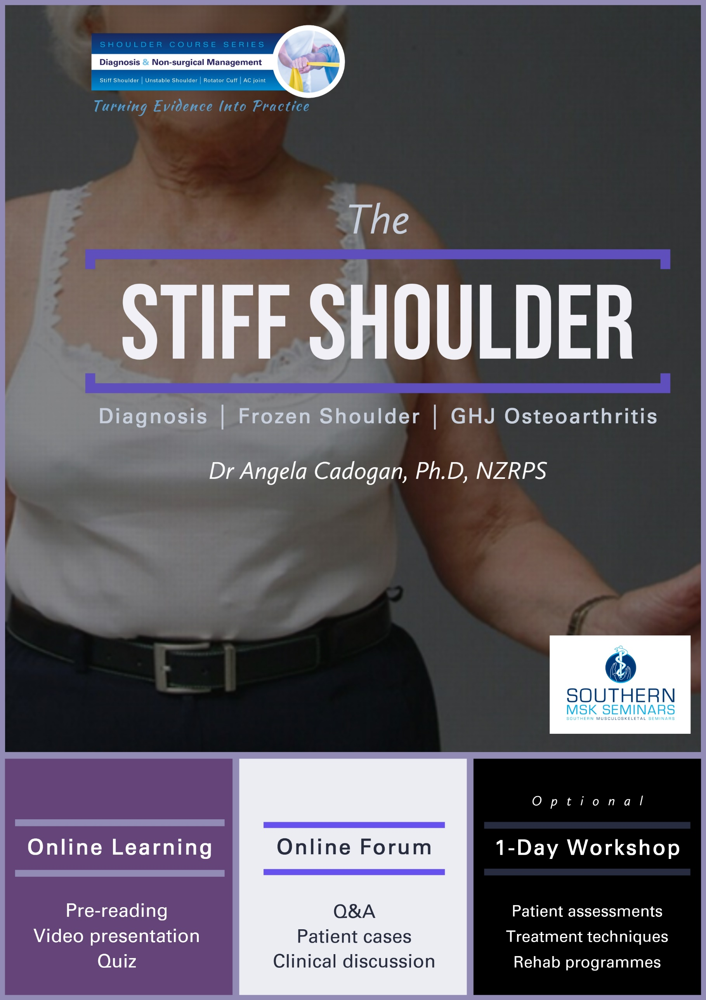 SHOULDER COURSE SERIES
Diagnosis & Non-surgical Management
Stiff Shoulder | Unstable Shoulder | Rotator Cuff | AC joint
Turning Evidence Into Practice
The
STIFF SHOULDER
Diagnosis | Frozen Shoulder | GHJ Osteoarthritis
Dr Angela Cadogan, Ph.D, NZRPS
SOUTHERN
MSK SEMINARS
SOUTHERN MUSCULOSKELETAL SEMINARS
Online Learning
Pre-reading
Video presentation
Quiz
Online Forum
Q&A
Patient cases
Clinical discussion
Optional
1-Day Workshop
Patient assessments
Treatment techniques
Rehab programmes